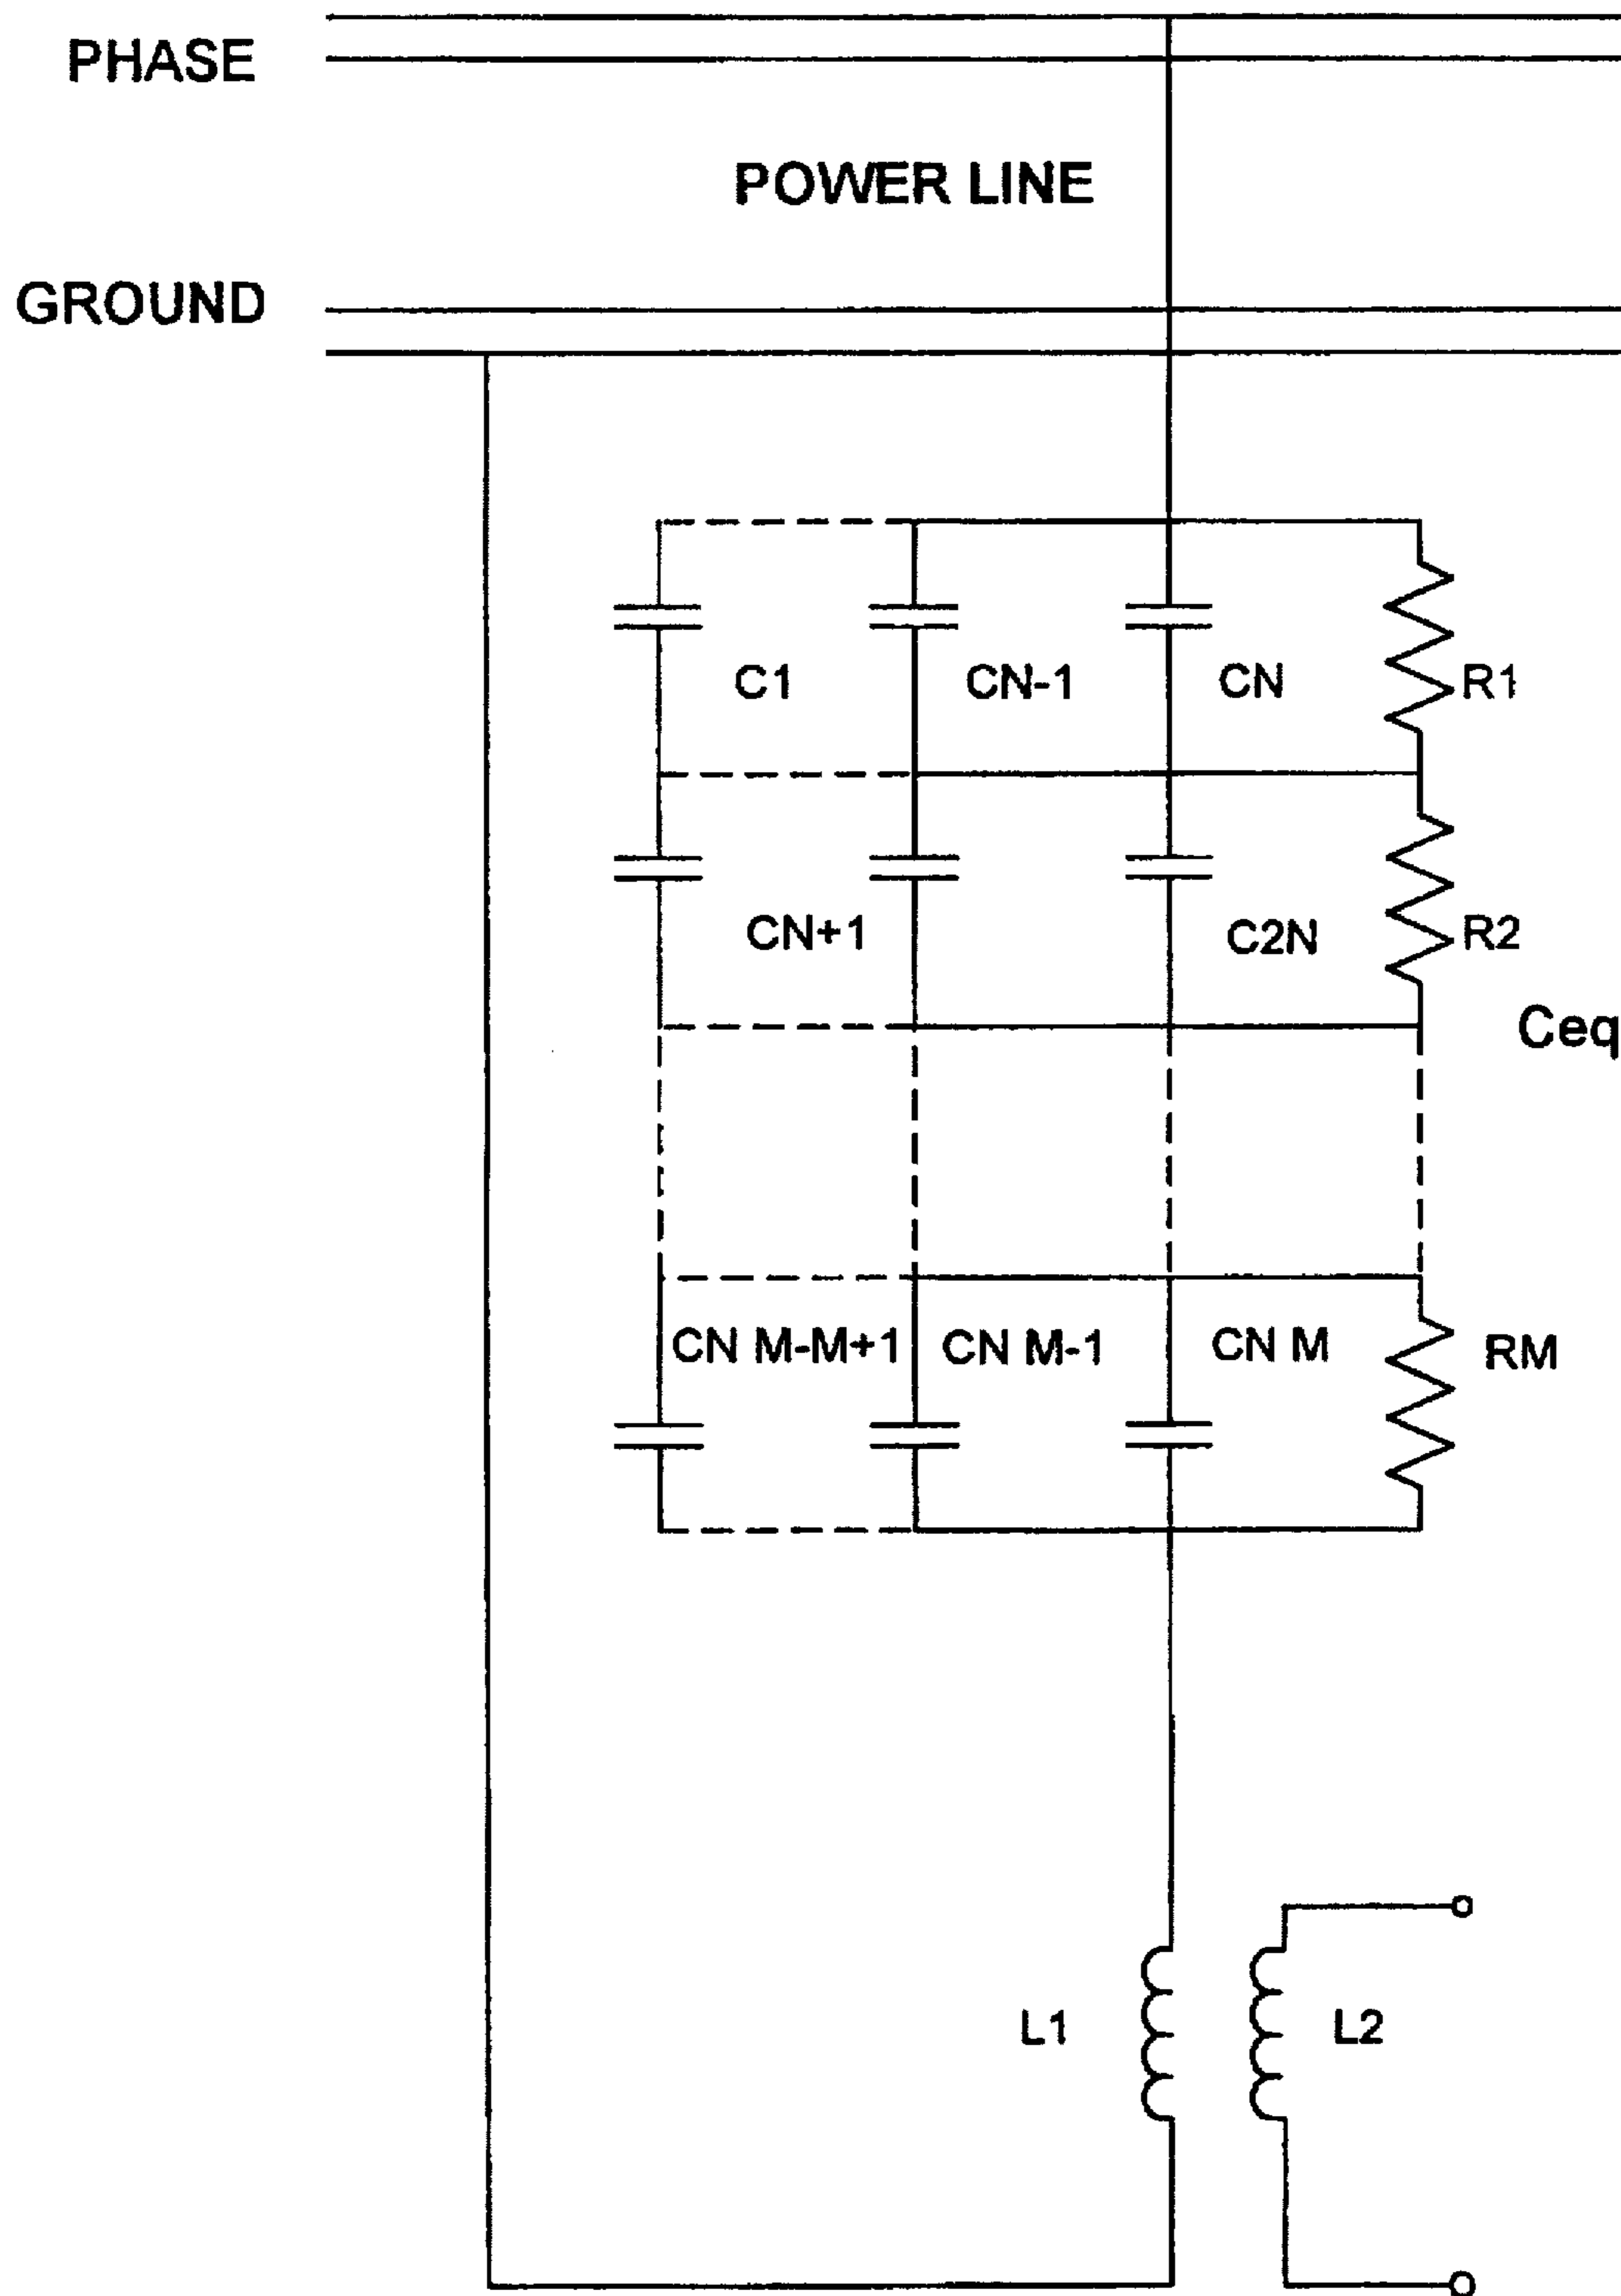 PHASE
POWER LINE
GROUND
C1 CN-1 CN R1
CN+1 C2N R2
Ceq
CN M-M+1 CN M-1 CN M RM
L1 L2